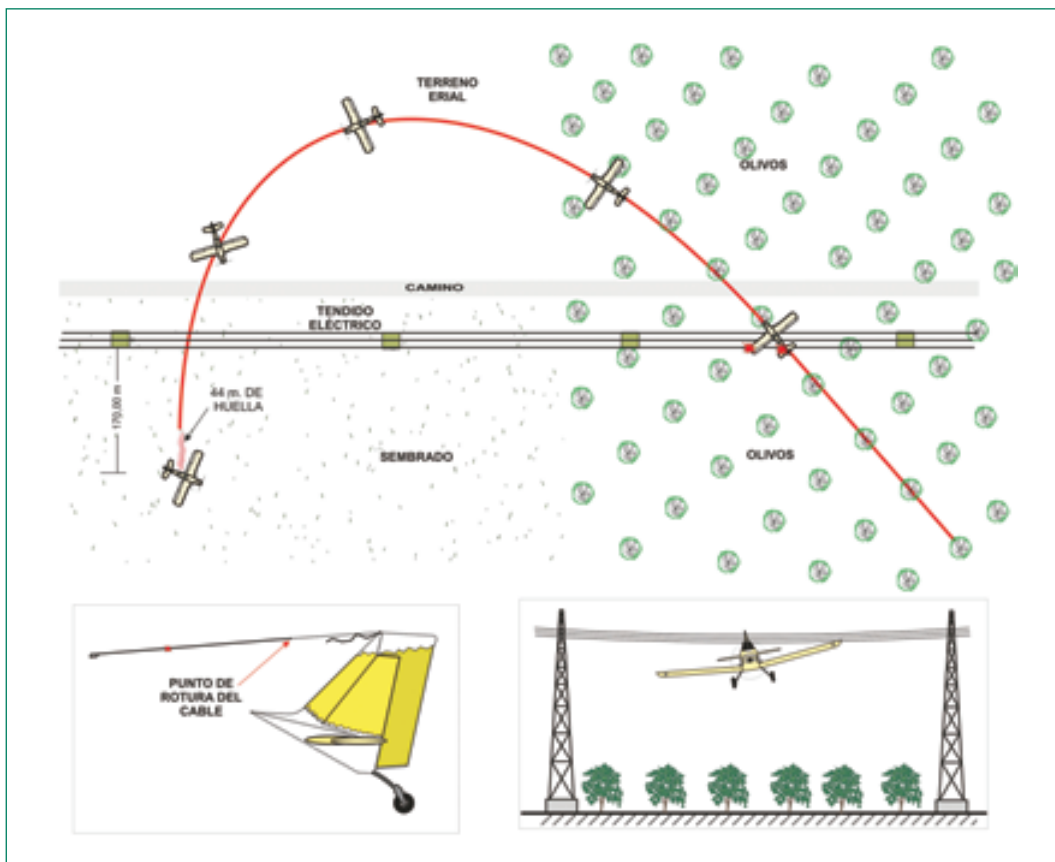 TERRENO
ERIAL
OLIVOS
CAMINO
TENDIDO
ELÉCTRICO
170,00 m
44 m. DE
HUELLA
SEMBRADO
OLIVOS
PUNTO DE
ROTURA DEL
CABLE